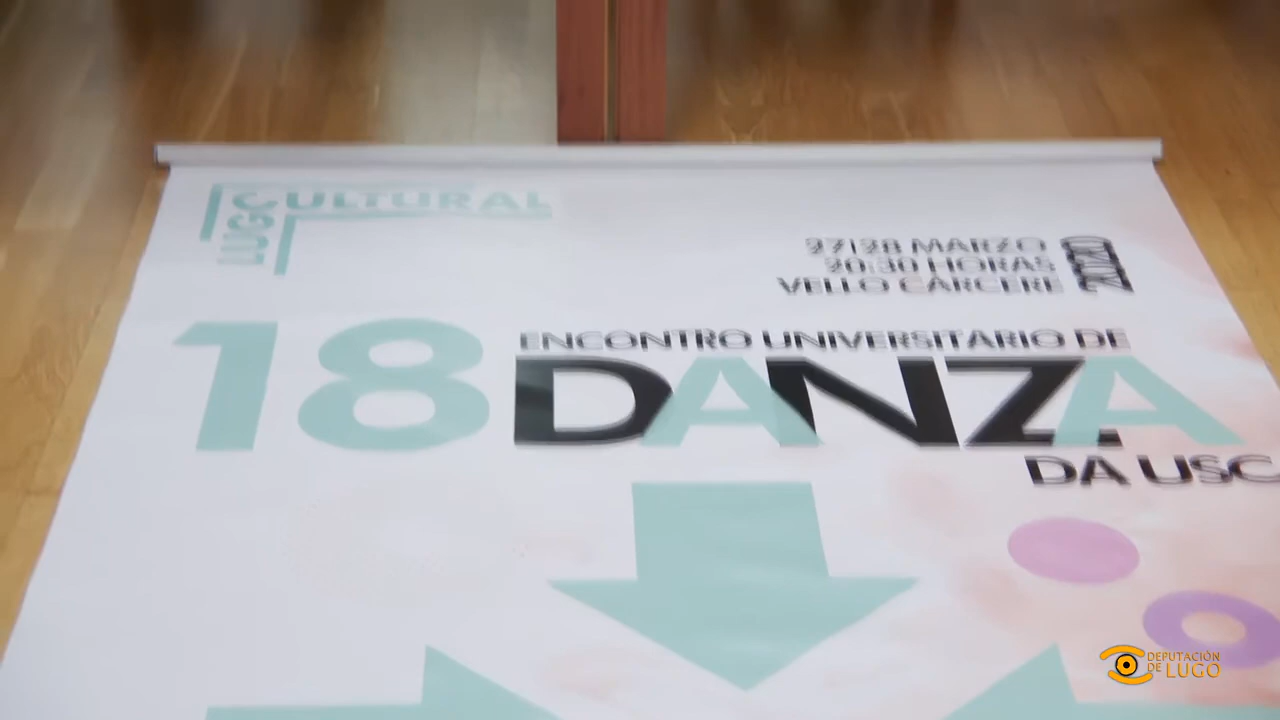 LUGO CULTURAL
27|28 MARZO
20:30 HORAS
VELLO CÁRCERE
2020
18 ENCONTRO UNIVERSITARIO DE
DANZA
DA USC
DEPUTACIÓN
DE LUGO